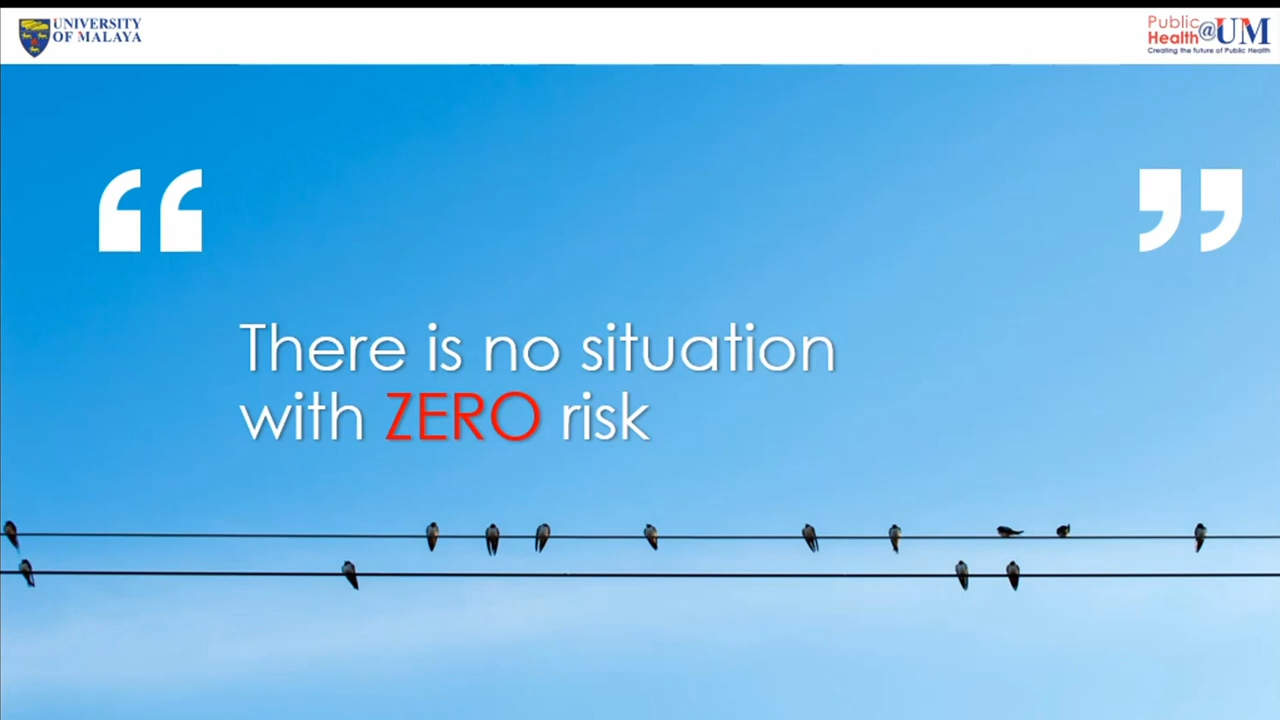 UNIVERSITY
OF MALAYA
Public
Health@UM
Creating the future of Public Health
“ ”
There is no situation
with ZERO risk